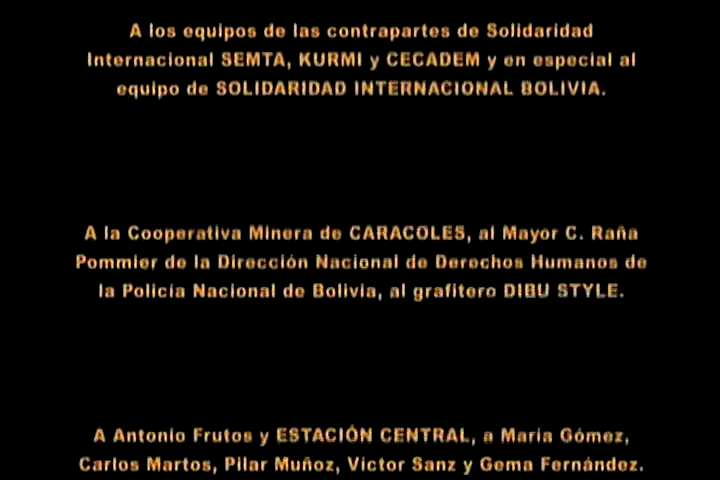 A los equipos de las contrapartes de Solidaridad
Internacional SEMTA, KURMI y CECADEM y en especial al
equipo de SOLIDARIDAD INTERNACIONAL BOLIVIA.
A la Cooperativa Minera de CARACOLES, al Mayor C. Raña
Pommier de la Dirección Nacional de Derechos Humanos de
la Policía Nacional de Bolivia, al grafitero DIBU STYLE.
A Antonio Frutos y ESTACIÓN CENTRAL, a María Gómez,
Carlos Martos, Pilar Muñoz, Víctor Sanz y Gema Fernández.